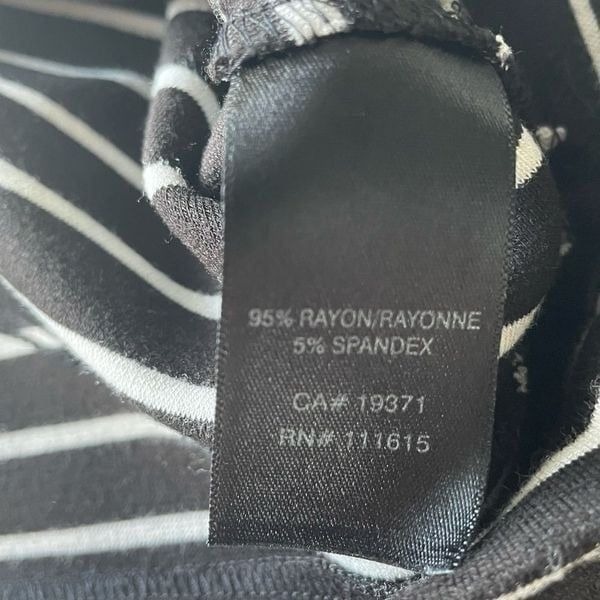 95% RAYON/RAYONNE
5% SPANDEX
CA# 19371
RN# 111615